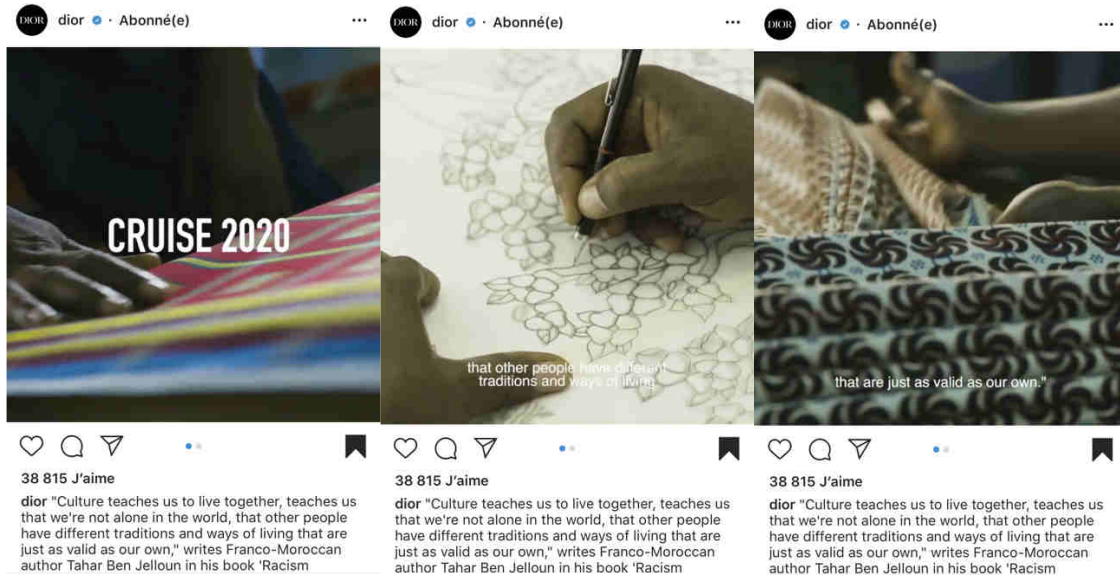 DIOR
dior · Abonné(e)
CRUISE 2020
38 815 J’aime
dior "Culture teaches us to live together, teaches us
that we're not alone in the world, that other people
have different traditions and ways of living that are
just as valid as our own," writes Franco-Moroccan
author Tahar Ben Jelloun in his book 'Racism
DIOR
dior · Abonné(e)
that other people have different
traditions and ways of living
38 815 J’aime
dior "Culture teaches us to live together, teaches us
that we're not alone in the world, that other people
have different traditions and ways of living that are
just as valid as our own," writes Franco-Moroccan
author Tahar Ben Jelloun in his book 'Racism
DIOR
dior · Abonné(e)
that are just as valid as our own."
38 815 J’aime
dior "Culture teaches us to live together, teaches us
that we're not alone in the world, that other people
have different traditions and ways of living that are
just as valid as our own," writes Franco-Moroccan
author Tahar Ben Jelloun in his book 'Racism